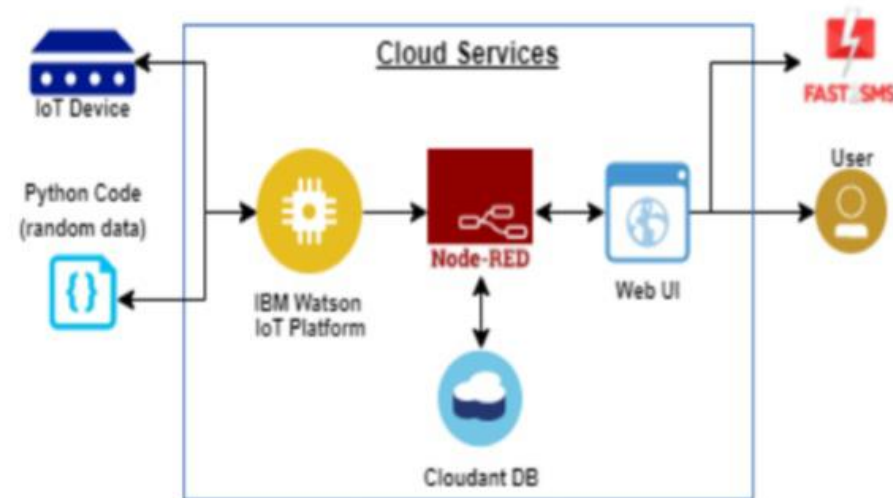 Cloud Services
IoT Device
Python Code
(random data)
{}
IBM Watson
IoT Platform
Node-RED
Cloudant DB
Web UI
FAST2SMS
User